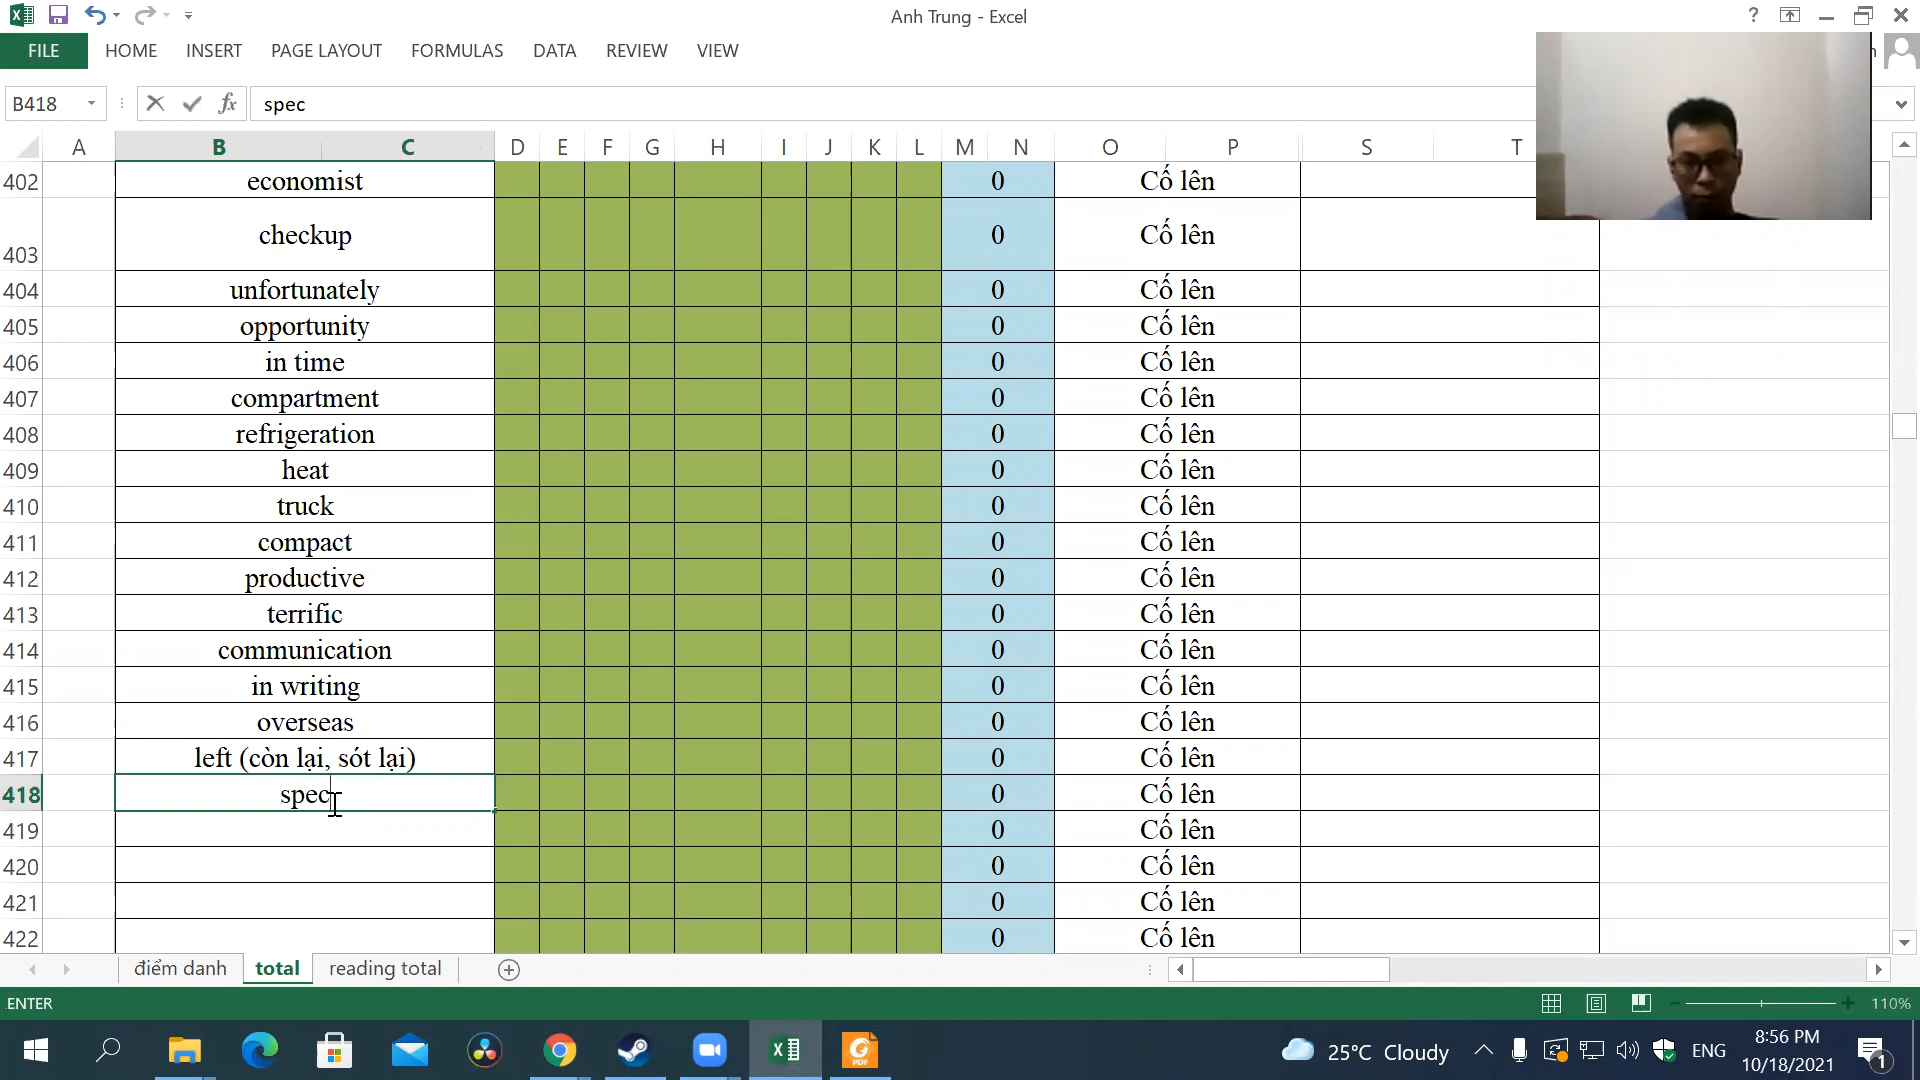 Anh Trung - Excel
?
FILE HOME INSERT PAGE LAYOUT FORMULAS DATA REVIEW VIEW
B418 fx spec
A B C D E F G H I J K L M N O P S T
402 economist 0 Cố lên
403 checkup 0 Cố lên
404 unfortunately 0 Cố lên
405 opportunity 0 Cố lên
406 in time 0 Cố lên
407 compartment 0 Cố lên
408 refrigeration 0 Cố lên
409 heat 0 Cố lên
410 truck 0 Cố lên
411 compact 0 Cố lên
412 productive 0 Cố lên
413 terrific 0 Cố lên
414 communication 0 Cố lên
415 in writing 0 Cố lên
416 overseas 0 Cố lên
417 left (còn lại, sót lại) 0 Cố lên
418 spec 0 Cố lên
419 0 Cố lên
420 0 Cố lên
421 0 Cố lên
422 0 Cố lên
điểm danh total reading total
ENTER 110%
25°C Cloudy ENG 8:56 PM
10/18/2021 1
PDF